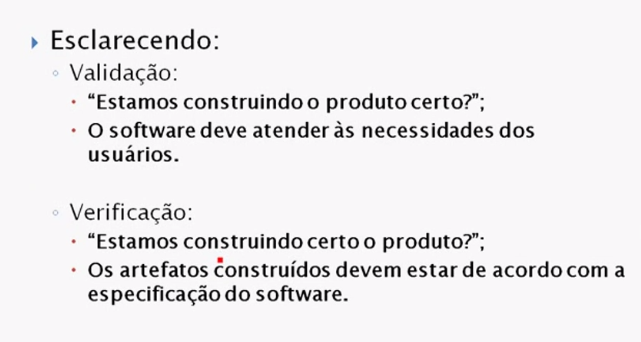 Esclarecendo:
Validação:
“Estamos construindo o produto certo?”;
O software deve atender às necessidades dos
usuários.
Verificação:
“Estamos construindo certo o produto?”;
Os artefatos construídos devem estar de acordo com a
especificação do software.